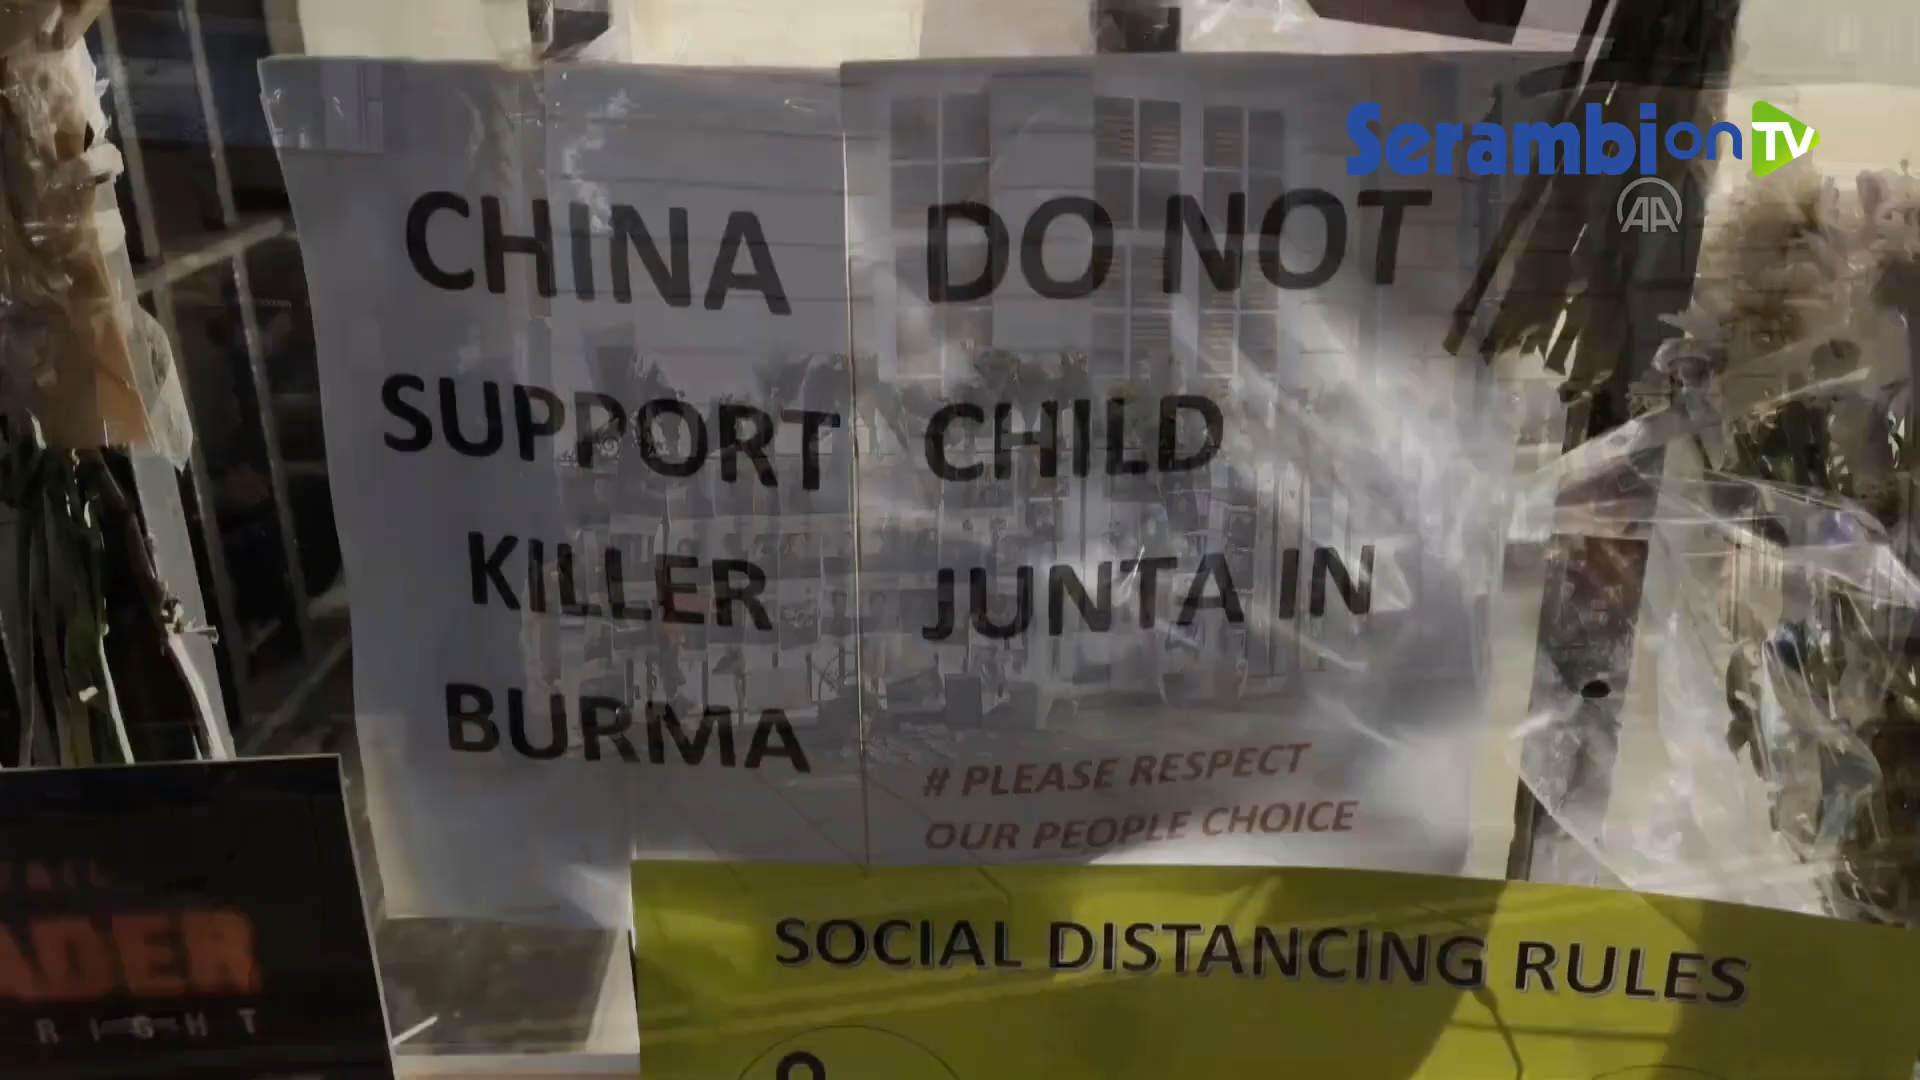 Serambi on TV
AA
CHINA
SUPPORT
KILLER
BURMA
DO NOT
CHILD
JUNTA IN
# PLEASE RESPECT
OUR PEOPLE CHOICE
SOCIAL DISTANCING RULES
ADER
RIGHT